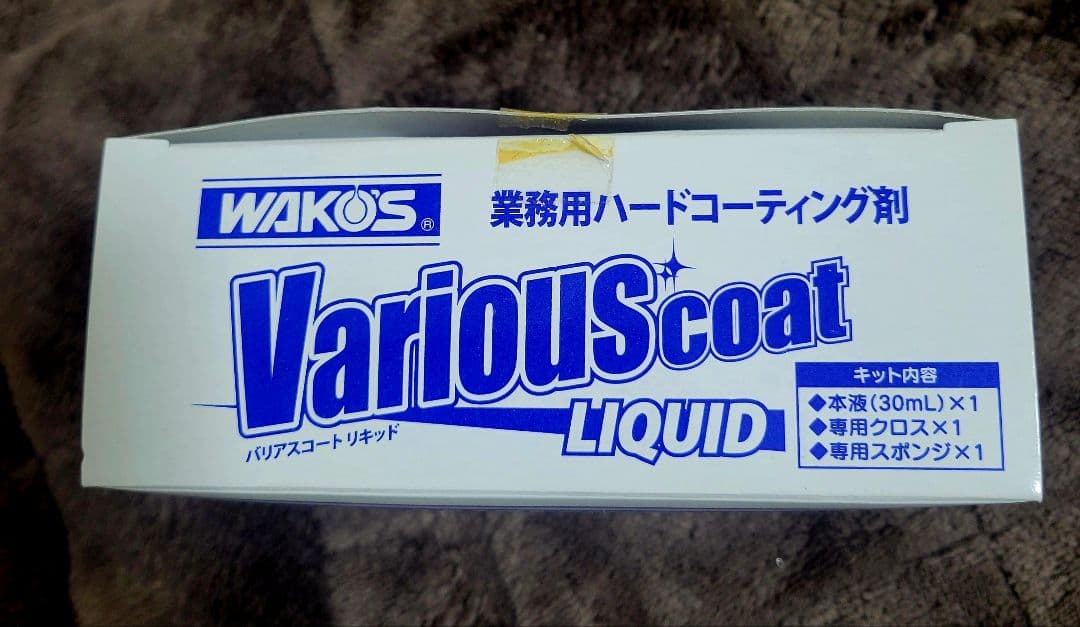 WAKO'S®
業務用ハードコーティング剤
Various coat
LIQUID
バリアスコート リキッド
キット内容
◆本液(30mL)×1
◆専用クロス×1
◆専用スポンジ×1